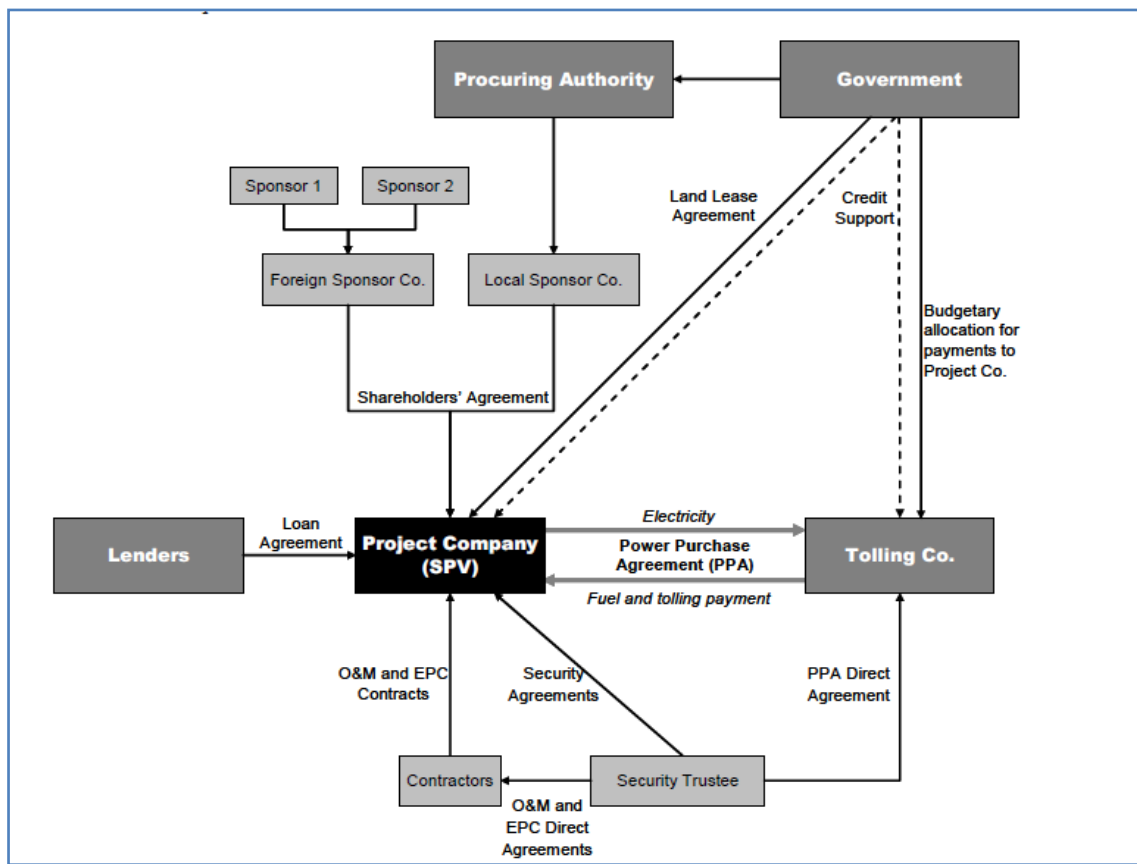 Procuring Authority
Government
Sponsor 1
Sponsor 2
Land Lease
Agreement
Credit
Support
Foreign Sponsor Co.
Local Sponsor Co.
Budgetary
allocation for
payments to
Project Co.
Shareholders’ Agreement
Lenders
Loan
Agreement
Project Company
(SPV)
Electricity
Power Purchase
Agreement (PPA)
Fuel and tolling payment
Tolling Co.
O&M and EPC
Contracts
Security
Agreements
PPA Direct
Agreement
Contractors
Security Trustee
O&M and
EPC Direct
Agreements